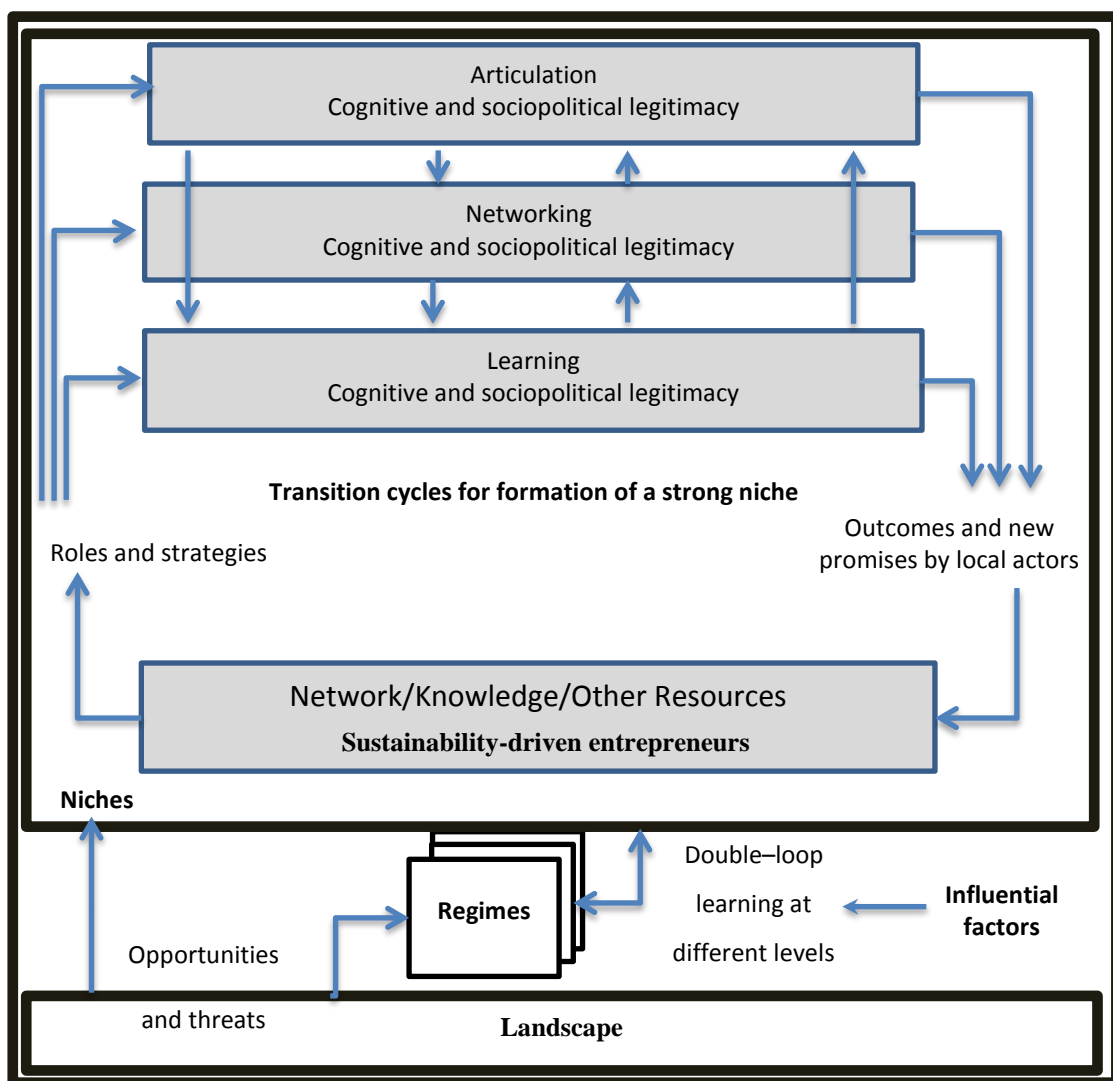 Articulation
Cognitive and sociopolitical legitimacy
Networking
Cognitive and sociopolitical legitimacy
Learning
Cognitive and sociopolitical legitimacy
Transition cycles for formation of a strong niche
Roles and strategies
Outcomes and new
promises by local actors
Network/Knowledge/Other Resources
Sustainability-driven entrepreneurs
Niches
Regimes
Double–loop
learning at
different levels
Influential
factors
Opportunities
and threats
Landscape